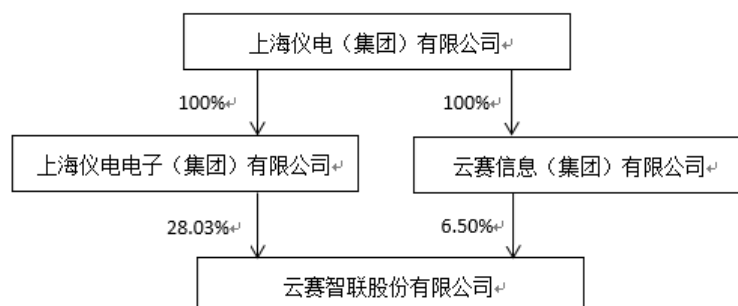 上海仪电（集团）有限公司
100%
100%
上海仪电电子（集团）有限公司
云赛信息（集团）有限公司
28.03%
6.50%
云赛智联股份有限公司